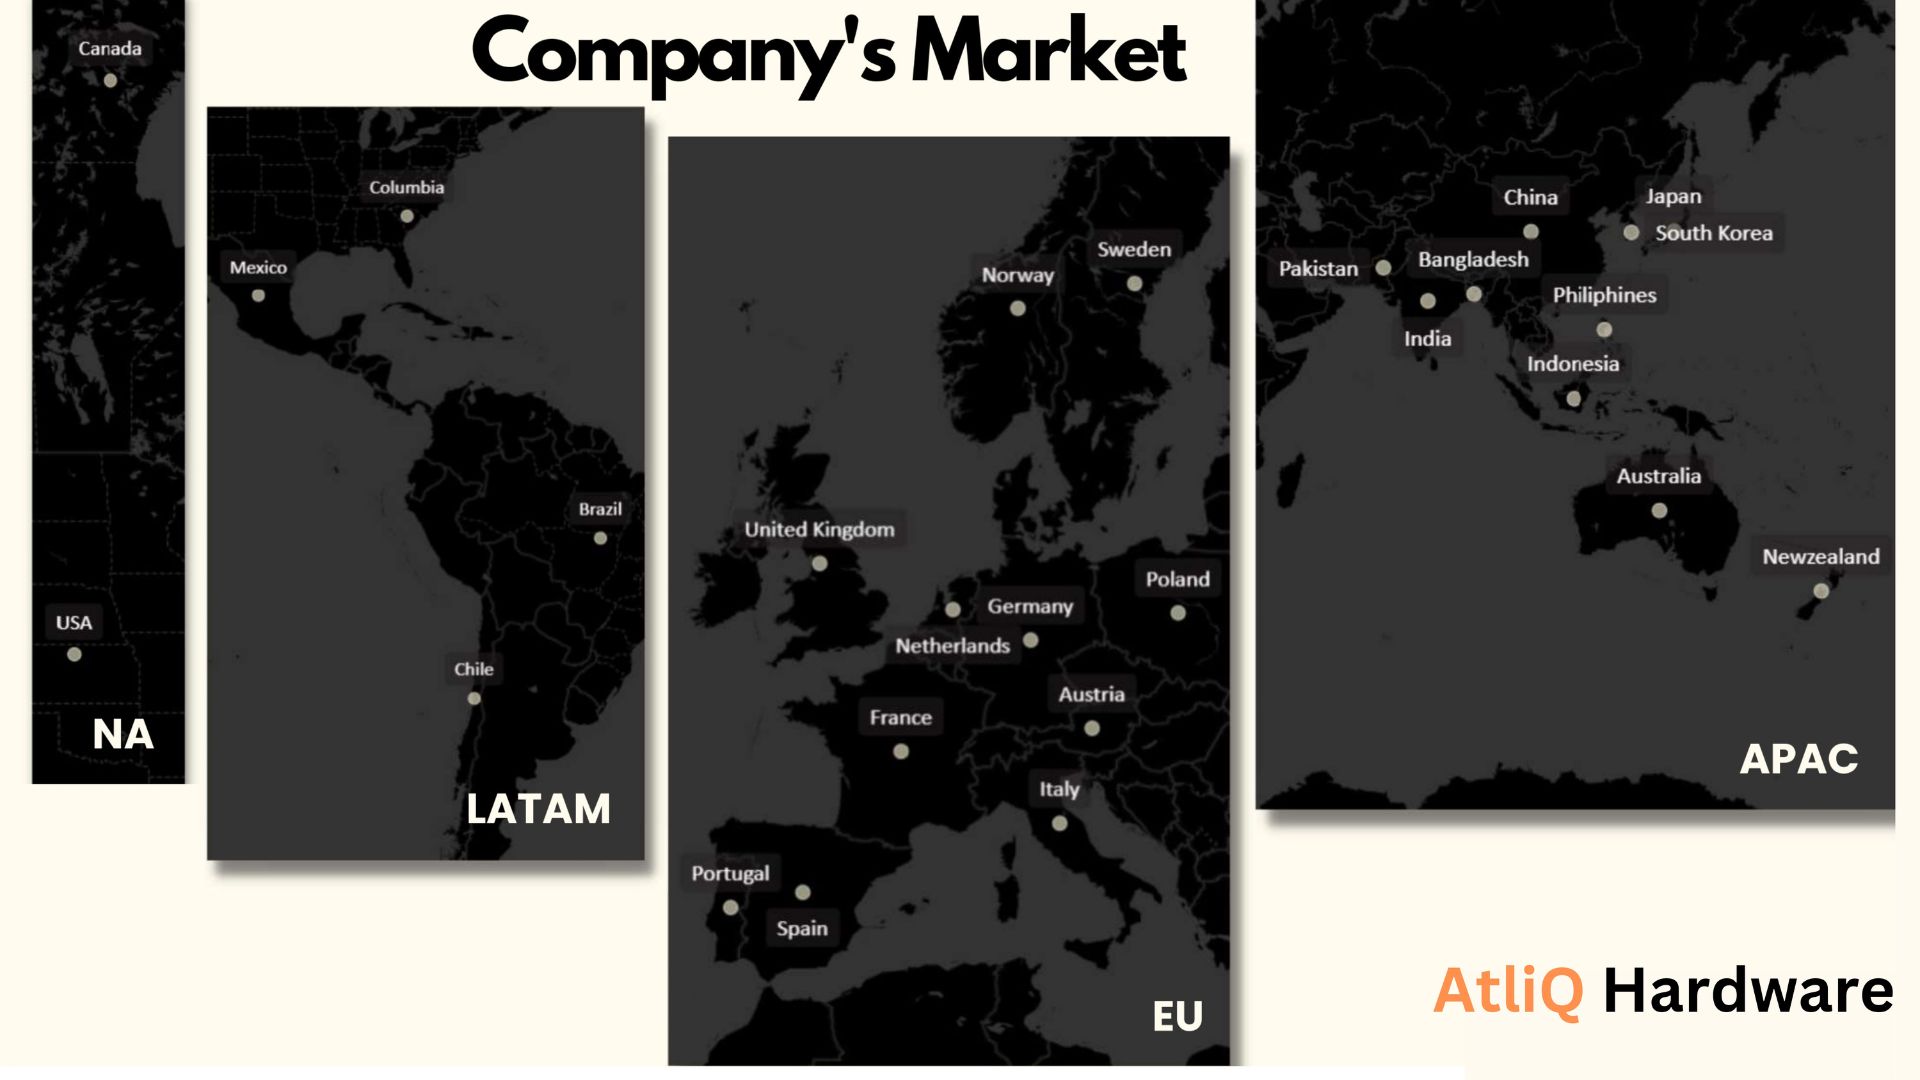 Company's Market
Canada
USA
NA
Columbia
Mexico
Brazil
Chile
LATAM
Sweden
Norway
United Kingdom
Poland
Germany
Netherlands
Austria
France
Italy
Portugal
Spain
EU
China
Japan
South Korea
Pakistan
Bangladesh
Philiphines
India
Indonesia
Australia
Newzealand
APAC
AtliQ Hardware